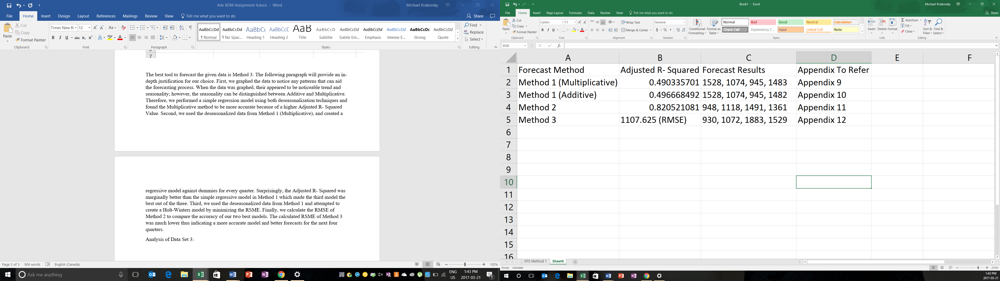 Adv BDM Assignment 4.docx - Word
Michael Krakovsky
File Home Insert Design Layout References Mailings Review View Tell me what you want to do
Share
Paste
Cut
Copy
Format Painter
Clipboard
Times New R 12
Font
Paragraph
AaBbCcDd AaBbCcDd AaBbC AaBbCcE AaB AaBbCcD AaBbCcDd AaBbCcDd AaBbCcDd AaBbCcDc AaBbCcDd
¶ Normal ¶ No Spac... Heading 1 Heading 2 Title Subtitle Subtle Em... Emphasis Intense E... Strong Quote
Styles
Find
Replace
Select
Editing
7
The best tool to forecast the given data is Method 3. The following paragraph will provide an in-
depth justification for our choice. First, we graphed the data to notice any patterns that can aid
the forecasting process. When the data was graphed, their appeared to be noticeable trend and
seasonality; however, the seasonality can be distinguished between Additive and Multiplicative.
Therefore, we performed a simple regression model using both deseasonalization techniques and
found the Multiplicative method to be more accurate because of a higher Adjusted R- Squared
Value. Second, we used the deseasonalized data from Method 1 (Multiplicative), and created a
regressive model against dummies for every quarter. Surprisingly, the Adjusted R- Squared was
marginally better than the simple regressive model in Method 1 which made the third model the
best out of the three. Third, we used the deseasonalized data from Method 1 and attempted to
create a Holt-Winters model by minimizing the RSME. Finally, we calculate the RMSE of
Method 2 to compare the accuracy of our two best models. The calculated RSME of Method 3
was much lower thus indicating a more accurate model and better forecasts for the next four
quarters.
Analysis of Data Set 3:
Page 5 of 5 904 words English (Canada)
100%
Ask me anything
ENG
US
1:43 PM
2017-03-21
Book1 - Excel
Michael Krakovsky
File Home Insert Page Layout Formulas Data Review View Tell me what you want to do
Share
Paste
Cut
Copy
Format Painter
Clipboard
Calibri 11
Font
Wrap Text
Merge & Center
Alignment
General
Number
Conditional Formatting
Format as Table
Normal Bad Good Neutral Calculation
Check Cell Explanatory T... Input Linked Cell Note
Styles
Insert Delete Format
Cells
AutoSum
Fill
Clear
Sort & Filter
Find & Select
Editing
D10
A B C D E F
1 Forecast Method Adjusted R- Squared Forecast Results Appendix To Refer
2 Method 1 (Multiplicative) 0.490335701 1528, 1074, 945, 1483 Appendix 9
3 Method 1 (Additive) 0.496668492 1528, 1074, 945, 1482 Appendix 10
4 Method 2 0.820521081 948, 1118, 1491, 1361 Appendix 11
5 Method 3 1107.625 (RMSE) 930, 1072, 1883, 1529 Appendix 12
6
7
8
9
10
11
12
13
14
15
16
EPS Method 1 Sheet6
Ready Calculate
250%
1:43 PM
2017-03-21